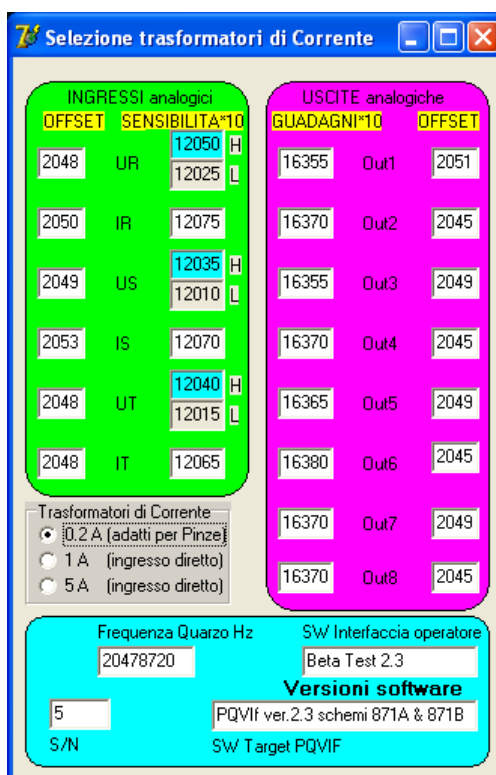 Selezione trasformatori di Corrente
INGRESSI analogici
OFFSET SENSIBILITA*10
2048 UR 12050 H
12025 L
2050 IR 12075
2049 US 12035 H
12010 L
2053 IS 12070
2048 UT 12040 H
12015 L
2048 IT 12065
USCITE analogiche
GUADAGNI*10 OFFSET
16355 Out1 2051
16370 Out2 2045
16355 Out3 2049
16370 Out4 2045
16365 Out5 2049
16380 Out6 2045
16370 Out7 2049
16370 Out8 2045
Trasformatori di Corrente
0.2 A (adatti per Pinze)
1 A (ingresso diretto)
5 A (ingresso diretto)
Frequenza Quarzo Hz SW Interfaccia operatore
20478720 Beta Test 2.3
Versioni software
5 PQVIf ver.2.3 schemi 871A & 871B
S/N SW Target PQVIF